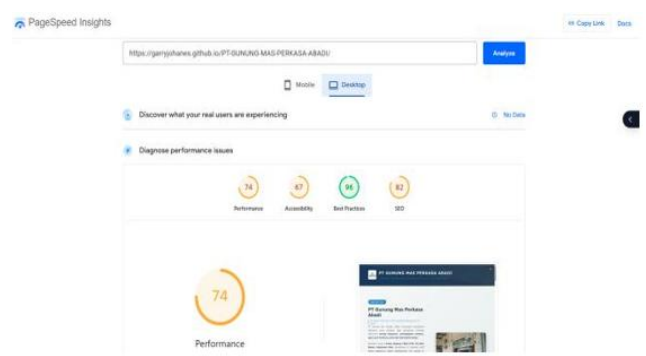 PageSpeed Insights
Copy Link Docs
https://garryjohanes.github.io/PT-GUNUNG-MAS-PERKASA-ABADI/
Analyze
Mobile Desktop
Discover what your real users are experiencing No Data
Diagnose performance issues
74 67 96 82
Performance Accessibility Best Practices SEO
74
Performance
PT GUNUNG MAS PERKASA ABADI
PT Gunung Mas Perkasa
Abadi